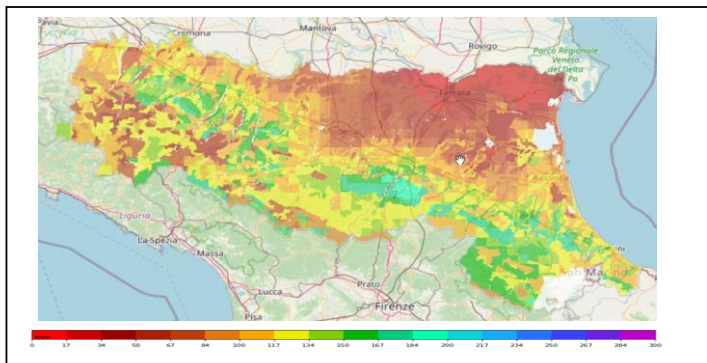 Cremona
Mantova
Rovigo
Parco Regionale
Veneto
del Delta
Po
Ferrara
Liguria
La Spezia
Massa
Lucca
Prato
Firenze
Pisa
San Marino
0 17 34 50 67 84 100 117 134 150 167 184 200 217 234 250 267 284 300